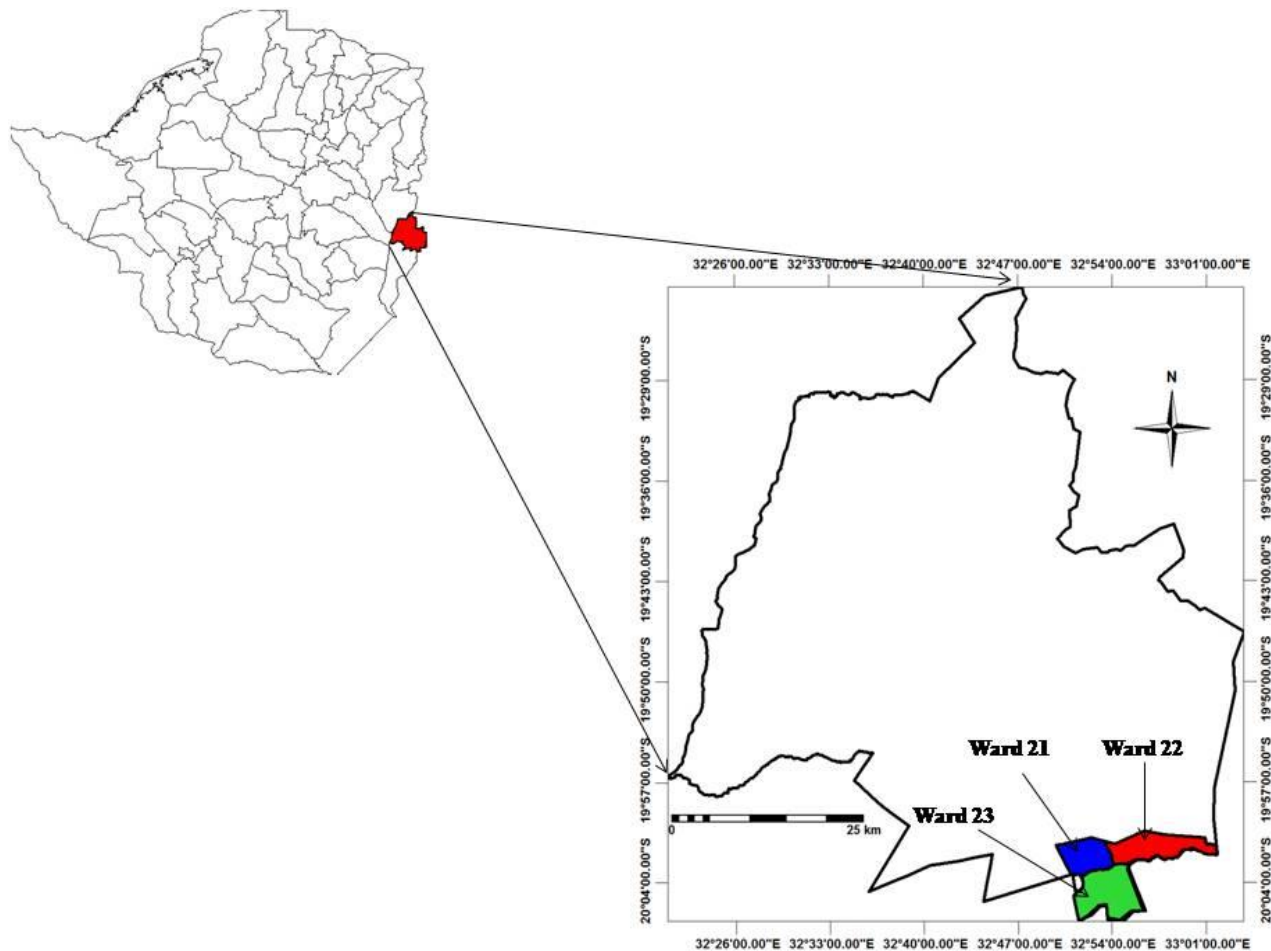 32°26'00.00"E 32°33'00.00"E 32°40'00.00"E 32°47'00.00"E 32°54'00.00"E 33°01'00.00"E
N
19°29'00.00"S 19°29'00.00"S
19°36'00.00"S 19°36'00.00"S
19°43'00.00"S 19°43'00.00"S
19°50'00.00"S 19°50'00.00"S
Ward 21 Ward 22
19°57'00.00"S 19°57'00.00"S
Ward 23
0 25 km
20°04'00.00"S 20°04'00.00"S
32°26'00.00"E 32°33'00.00"E 32°40'00.00"E 32°47'00.00"E 32°54'00.00"E 33°01'00.00"E